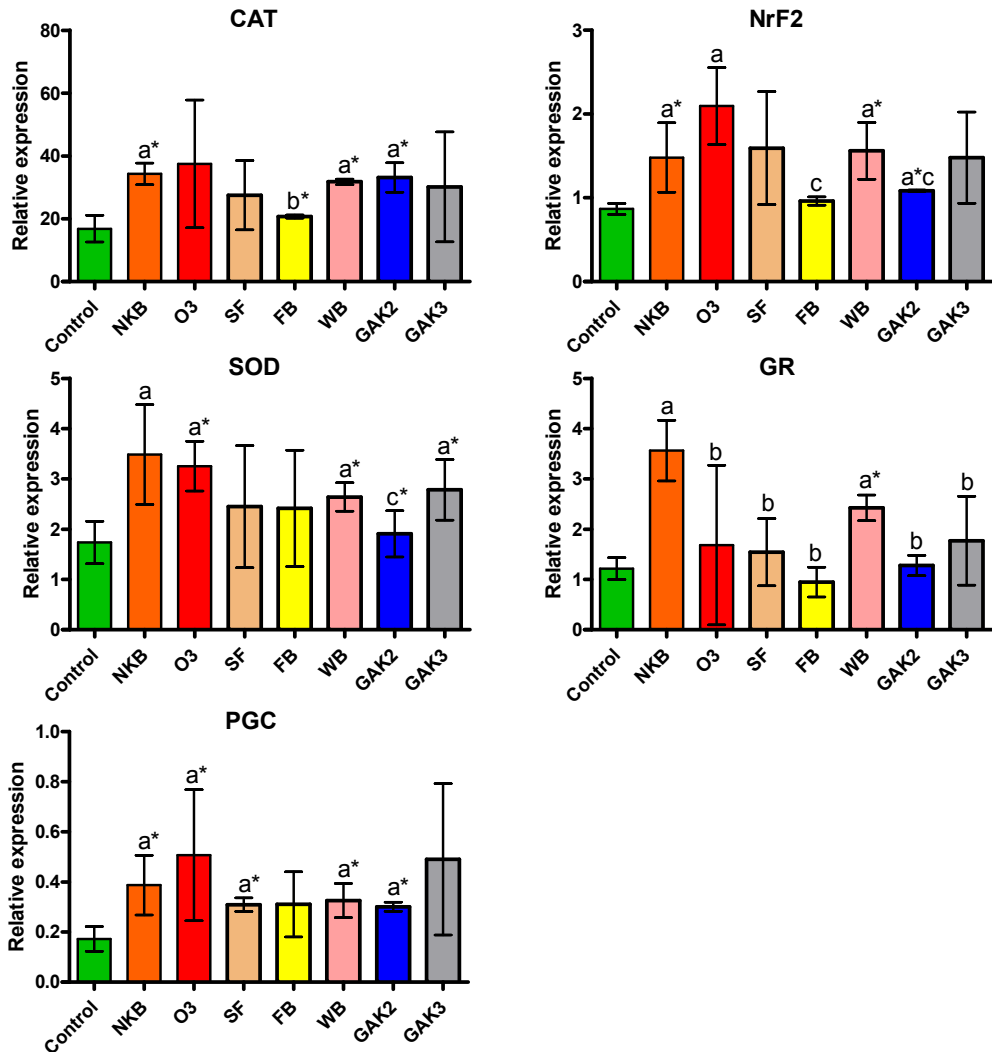 CAT
Relative expression
80
60
40
20
0
a*
b*
a*
a*
Control
NKB
O3
SF
FB
WB
GAK2
GAK3
NrF2
Relative expression
3
2
1
0
a*
a
c
a*
a*c
Control
NKB
O3
SF
FB
WB
GAK2
GAK3
SOD
Relative expression
5
4
3
2
1
0
a
a*
a*
c*
a*
Control
NKB
O3
SF
FB
WB
GAK2
GAK3
GR
Relative expression
5
4
3
2
1
0
a
b
b
b
a*
b
b
Control
NKB
O3
SF
FB
WB
GAK2
GAK3
PGC
Relative expression
1.0
0.8
0.6
0.4
0.2
0.0
a*
a*
a*
a*
a*
Control
NKB
O3
SF
FB
WB
GAK2
GAK3